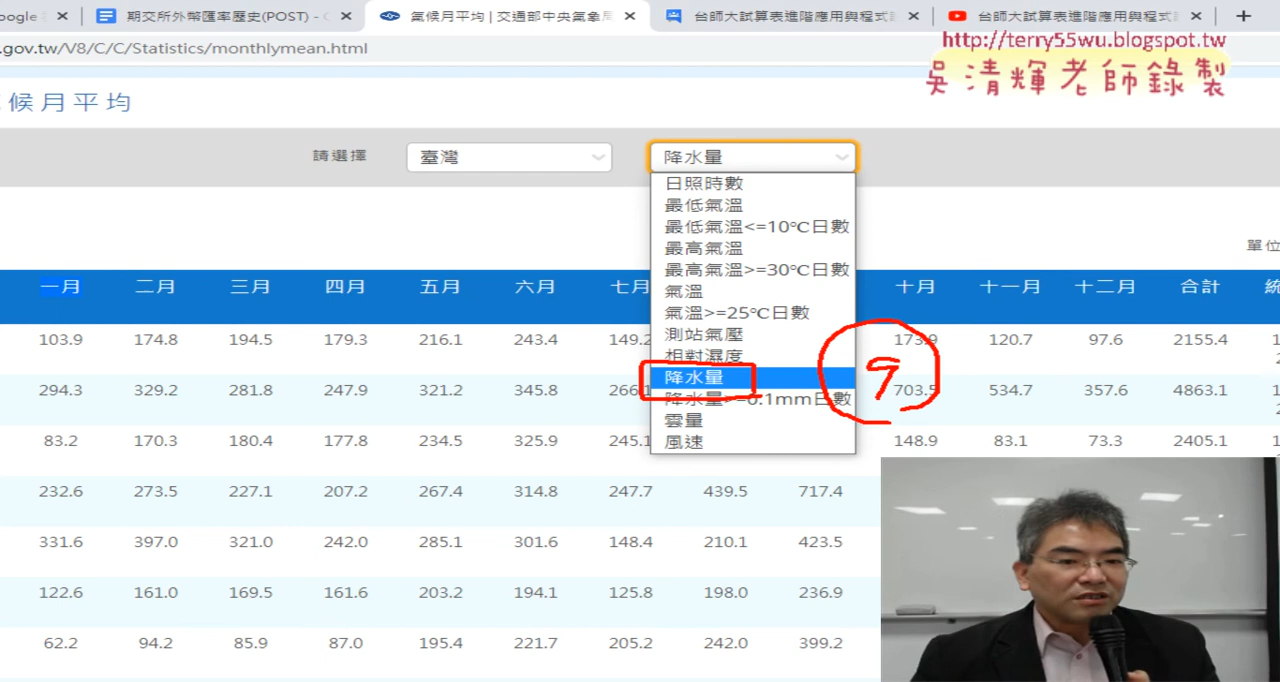 oogle
期交所外幣匯率歷史(POST) -
氣候月平均 | 交通部中央氣象局
台師大試算表進階應用與程式設
台師大試算表進階應用與程式設
.gov.tw/V8/C/C/Statistics/monthlymean.html
http://terry55wu.blogspot.tw
吳清輝老師錄製
候月平均
請選擇
臺灣
降水量
日照時數
最低氣溫
最低氣溫<=10°C日數
最高氣溫
最高氣溫>=30°C日數
氣溫
氣溫>=25°C日數
測站氣壓
相對濕度
降水量
降水量>=0.1mm日數
雲量
風速
9
單位
一月 二月 三月 四月 五月 六月 七月 十月 十一月 十二月 合計 統
103.9 174.8 194.5 179.3 216.1 243.4 149.2 173.9 120.7 97.6 2155.4
294.3 329.2 281.8 247.9 321.2 345.8 266.1 703.5 534.7 357.6 4863.1
83.2 170.3 180.4 177.8 234.5 325.9 245.1 148.9 83.1 73.3 2405.1
232.6 273.5 227.1 207.2 267.4 314.8 247.7 439.5 717.4
331.6 397.0 321.0 242.0 285.1 301.6 148.4 210.1 423.5
122.6 161.0 169.5 161.6 203.2 194.1 125.8 198.0 236.9
62.2 94.2 85.9 87.0 195.4 221.7 205.2 242.0 399.2